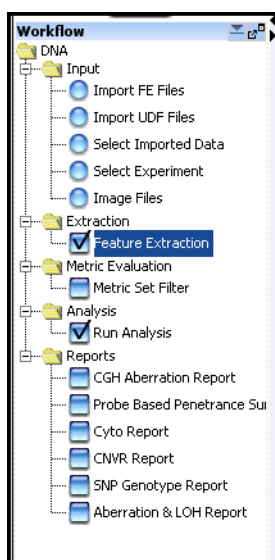 Workflow
DNA
Input
Import FE Files
Import UDF Files
Select Imported Data
Select Experiment
Image Files
Extraction
Feature Extraction
Metric Evaluation
Metric Set Filter
Analysis
Run Analysis
Reports
CGH Aberration Report
Probe Based Penetrance
Cyto Report
CNVR Report
SNP Genotype Report
Aberration & LOH Report